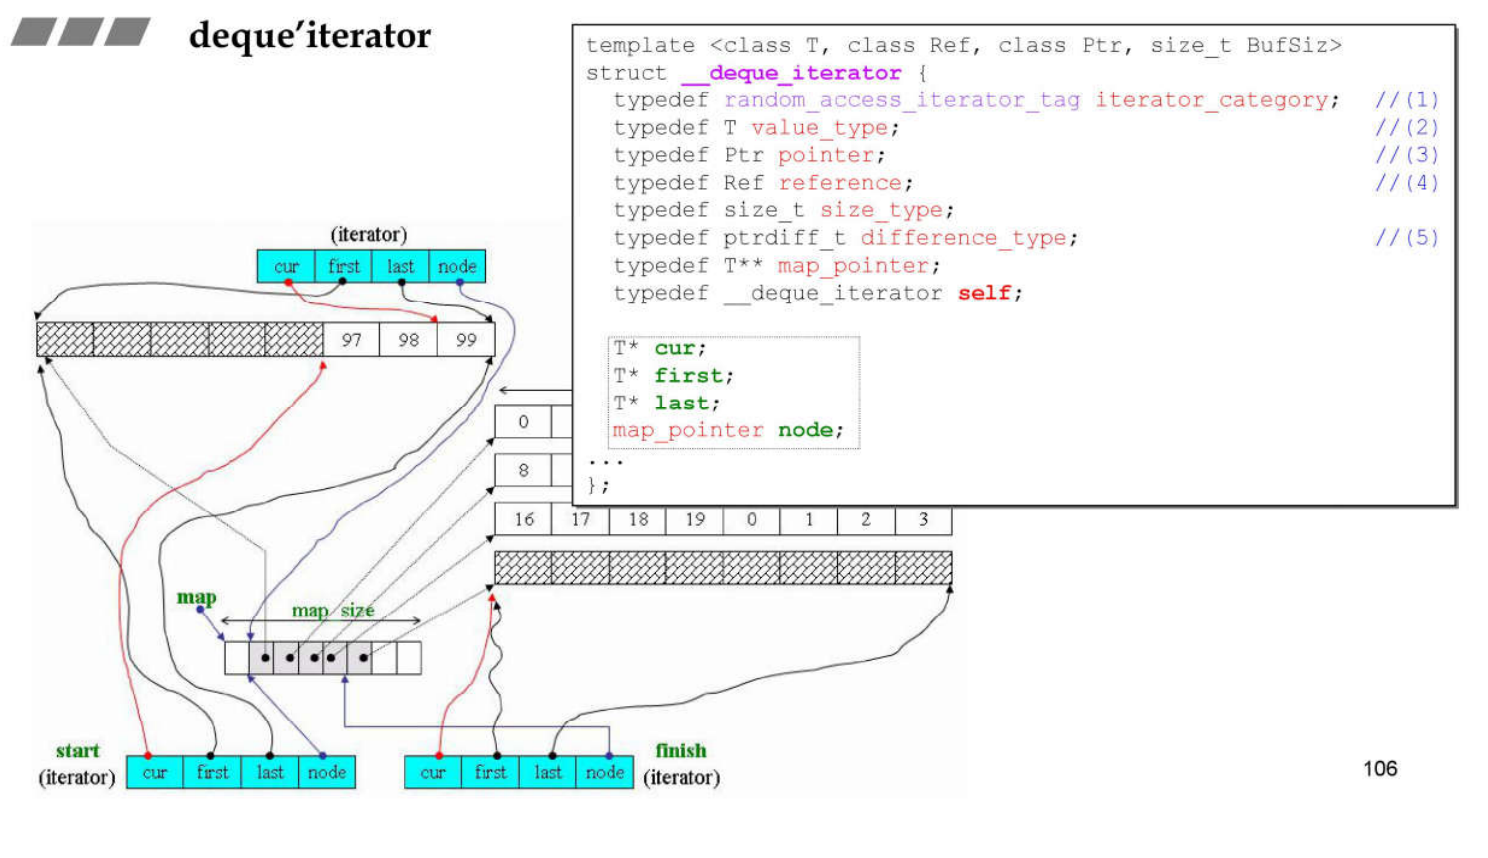 deque'iterator
template <class T, class Ref, class Ptr, size_t BufSiz>
struct __deque_iterator {
typedef random_access_iterator_tag iterator_category; //(1)
typedef T value_type; //(2)
typedef Ptr pointer; //(3)
typedef Ref reference; //(4)
typedef size_t size_type;
typedef ptrdiff_t difference_type; //(5)
typedef T** map_pointer;
typedef __deque_iterator self;
T* cur;
T* first;
T* last;
map_pointer node;
...
};
(iterator)
cur first last node
97 98 99
0
8
16 17 18 19 0 1 2 3
map
map_size
start
(iterator)
cur first last node
cur first last node
finish
(iterator)
106